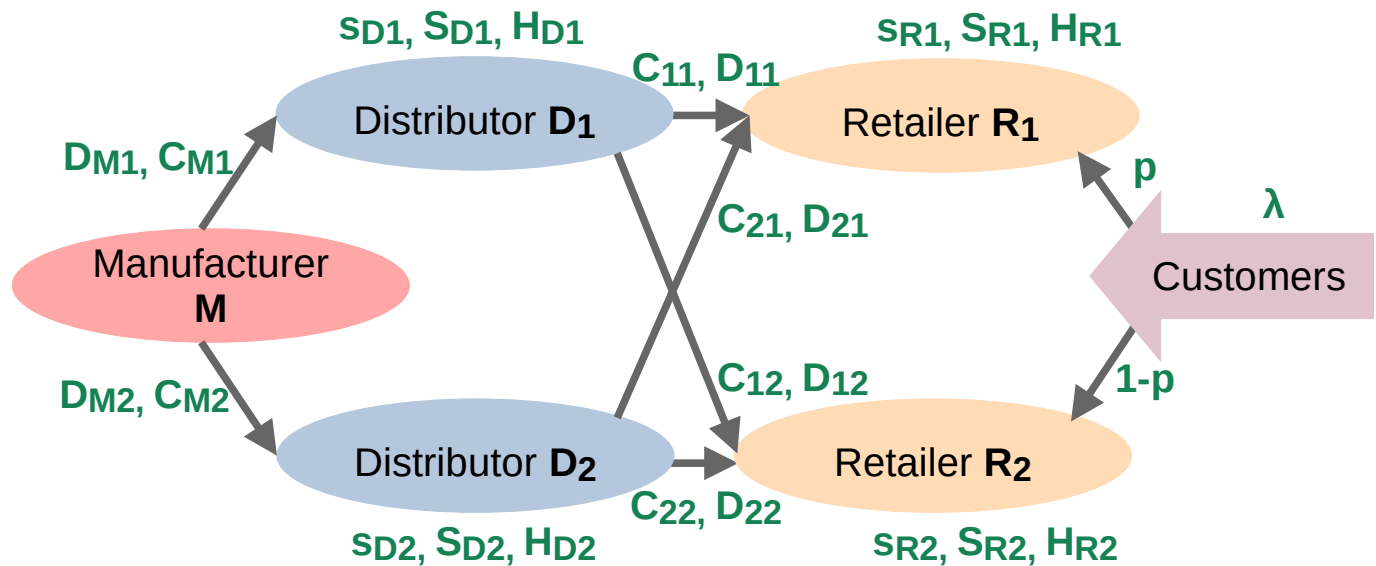 sD1, SD1, HD1
sR1, SR1, HR1
C11, D11
Distributor D1
Retailer R1
DM1, CM1
p
λ
C21, D21
Manufacturer
M
Customers
C12, D12
1-p
DM2, CM2
Distributor D2
Retailer R2
C22, D22
sD2, SD2, HD2
sR2, SR2, HR2